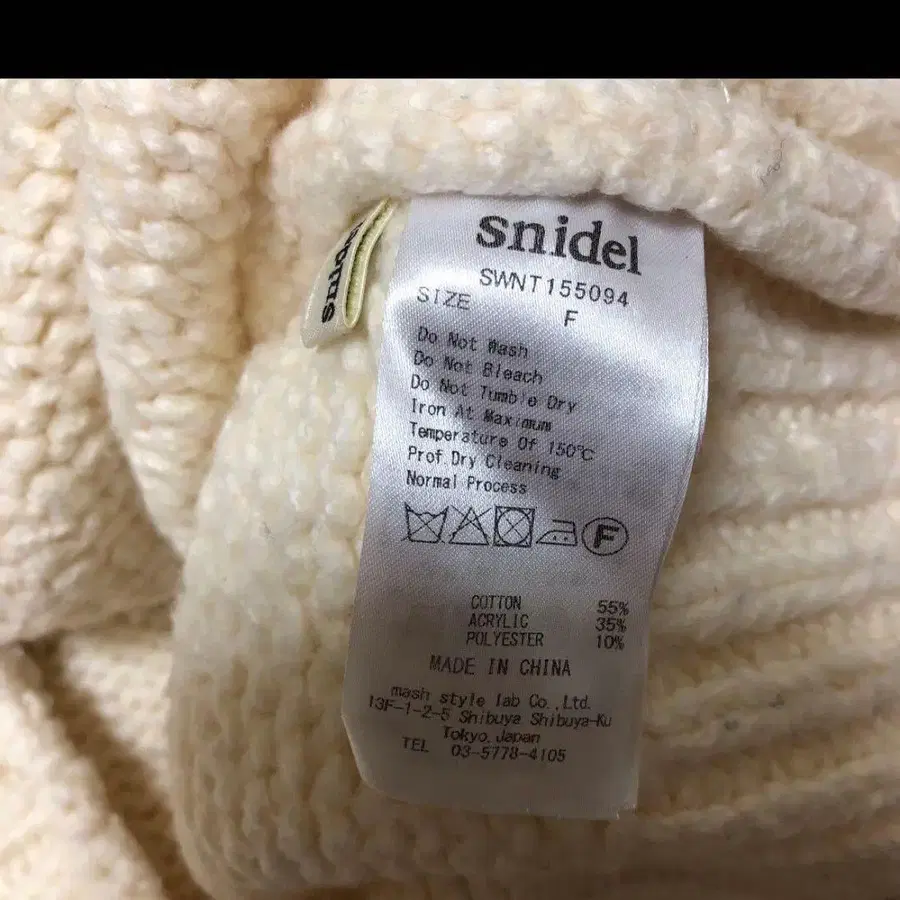 snidel
snidel
SWNT155094
SIZE F
Do Not Wash
Do Not Bleach
Do Not Tumble Dry
Iron At Maximum
Temperature Of 150℃
Prof.Dry Cleaning
Normal Process
F
COTTON 55%
ACRYLIC 35%
POLYESTER 10%
MADE IN CHINA
mash style lab Co.,Ltd.
13F-1-2-5 Shibuya Shibuya-Ku
Tokyo.Japan
TEL 03-5778-4105